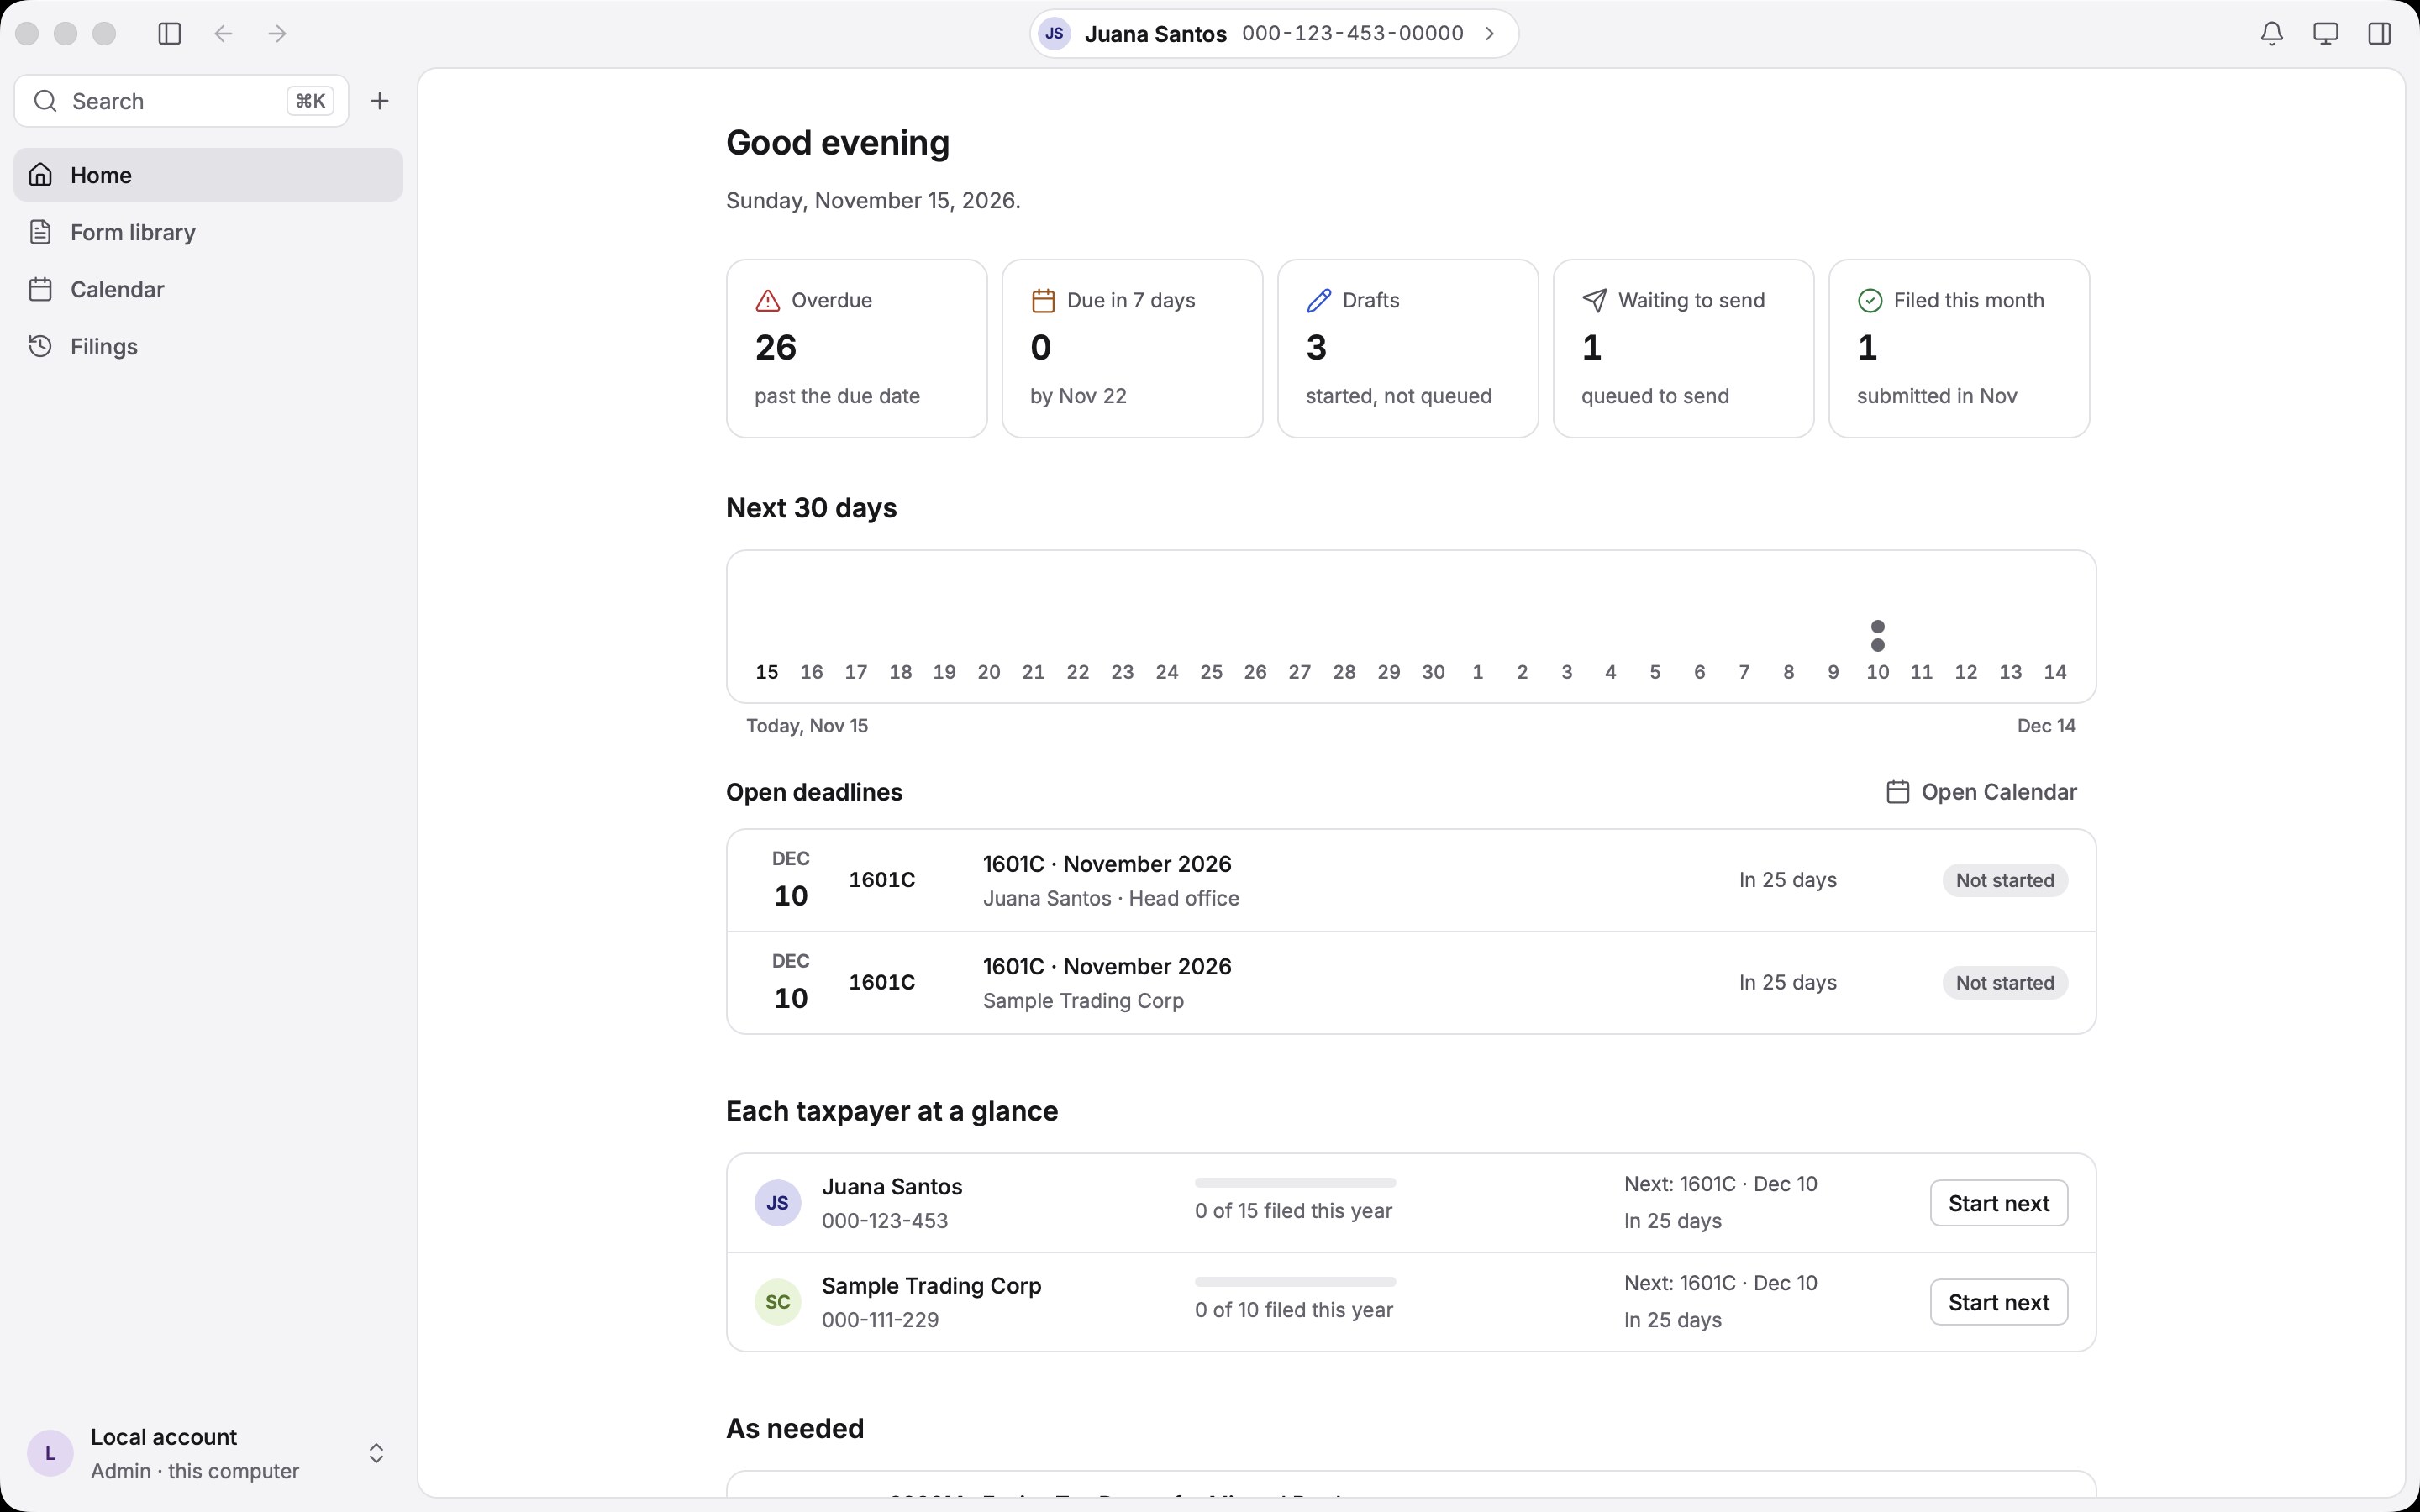 JS Juana Santos 000-123-453-00000
Search ⌘K
Home
Form library
Calendar
Filings
Good evening
Sunday, November 15, 2026.
Overdue
26
past the due date
Due in 7 days
0
by Nov 22
Drafts
3
started, not queued
Waiting to send
1
queued to send
Filed this month
1
submitted in Nov
Next 30 days
15 16 17 18 19 20 21 22 23 24 25 26 27 28 29 30 1 2 3 4 5 6 7 8 9 10 11 12 13 14
Today, Nov 15 Dec 14
Open deadlines Open Calendar
DEC
10
1601C
1601C · November 2026
Juana Santos · Head office
In 25 days
Not started
DEC
10
1601C
1601C · November 2026
Sample Trading Corp
In 25 days
Not started
Each taxpayer at a glance
JS
Juana Santos
000-123-453
0 of 15 filed this year
Next: 1601C · Dec 10
In 25 days
Start next
SC
Sample Trading Corp
000-111-229
0 of 10 filed this year
Next: 1601C · Dec 10
In 25 days
Start next
As needed
L
Local account
Admin · this computer